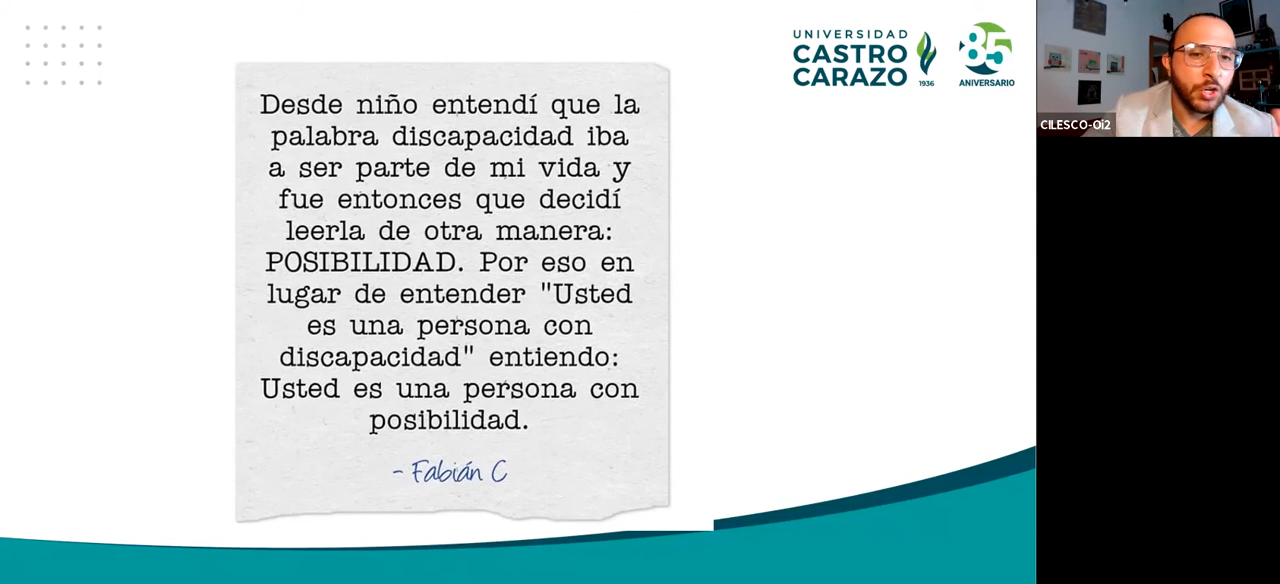 UNIVERSIDAD
CASTRO
CARAZO
1936
85
ANIVERSARIO
CILESCO-Oi2
Desde niño entendí que la
palabra discapacidad iba
a ser parte de mi vida y
fue entonces que decidí
leerla de otra manera:
POSIBILIDAD. Por eso en
lugar de entender "Usted
es una persona con
discapacidad" entiendo:
Usted es una persona con
posibilidad.
- Fabián C